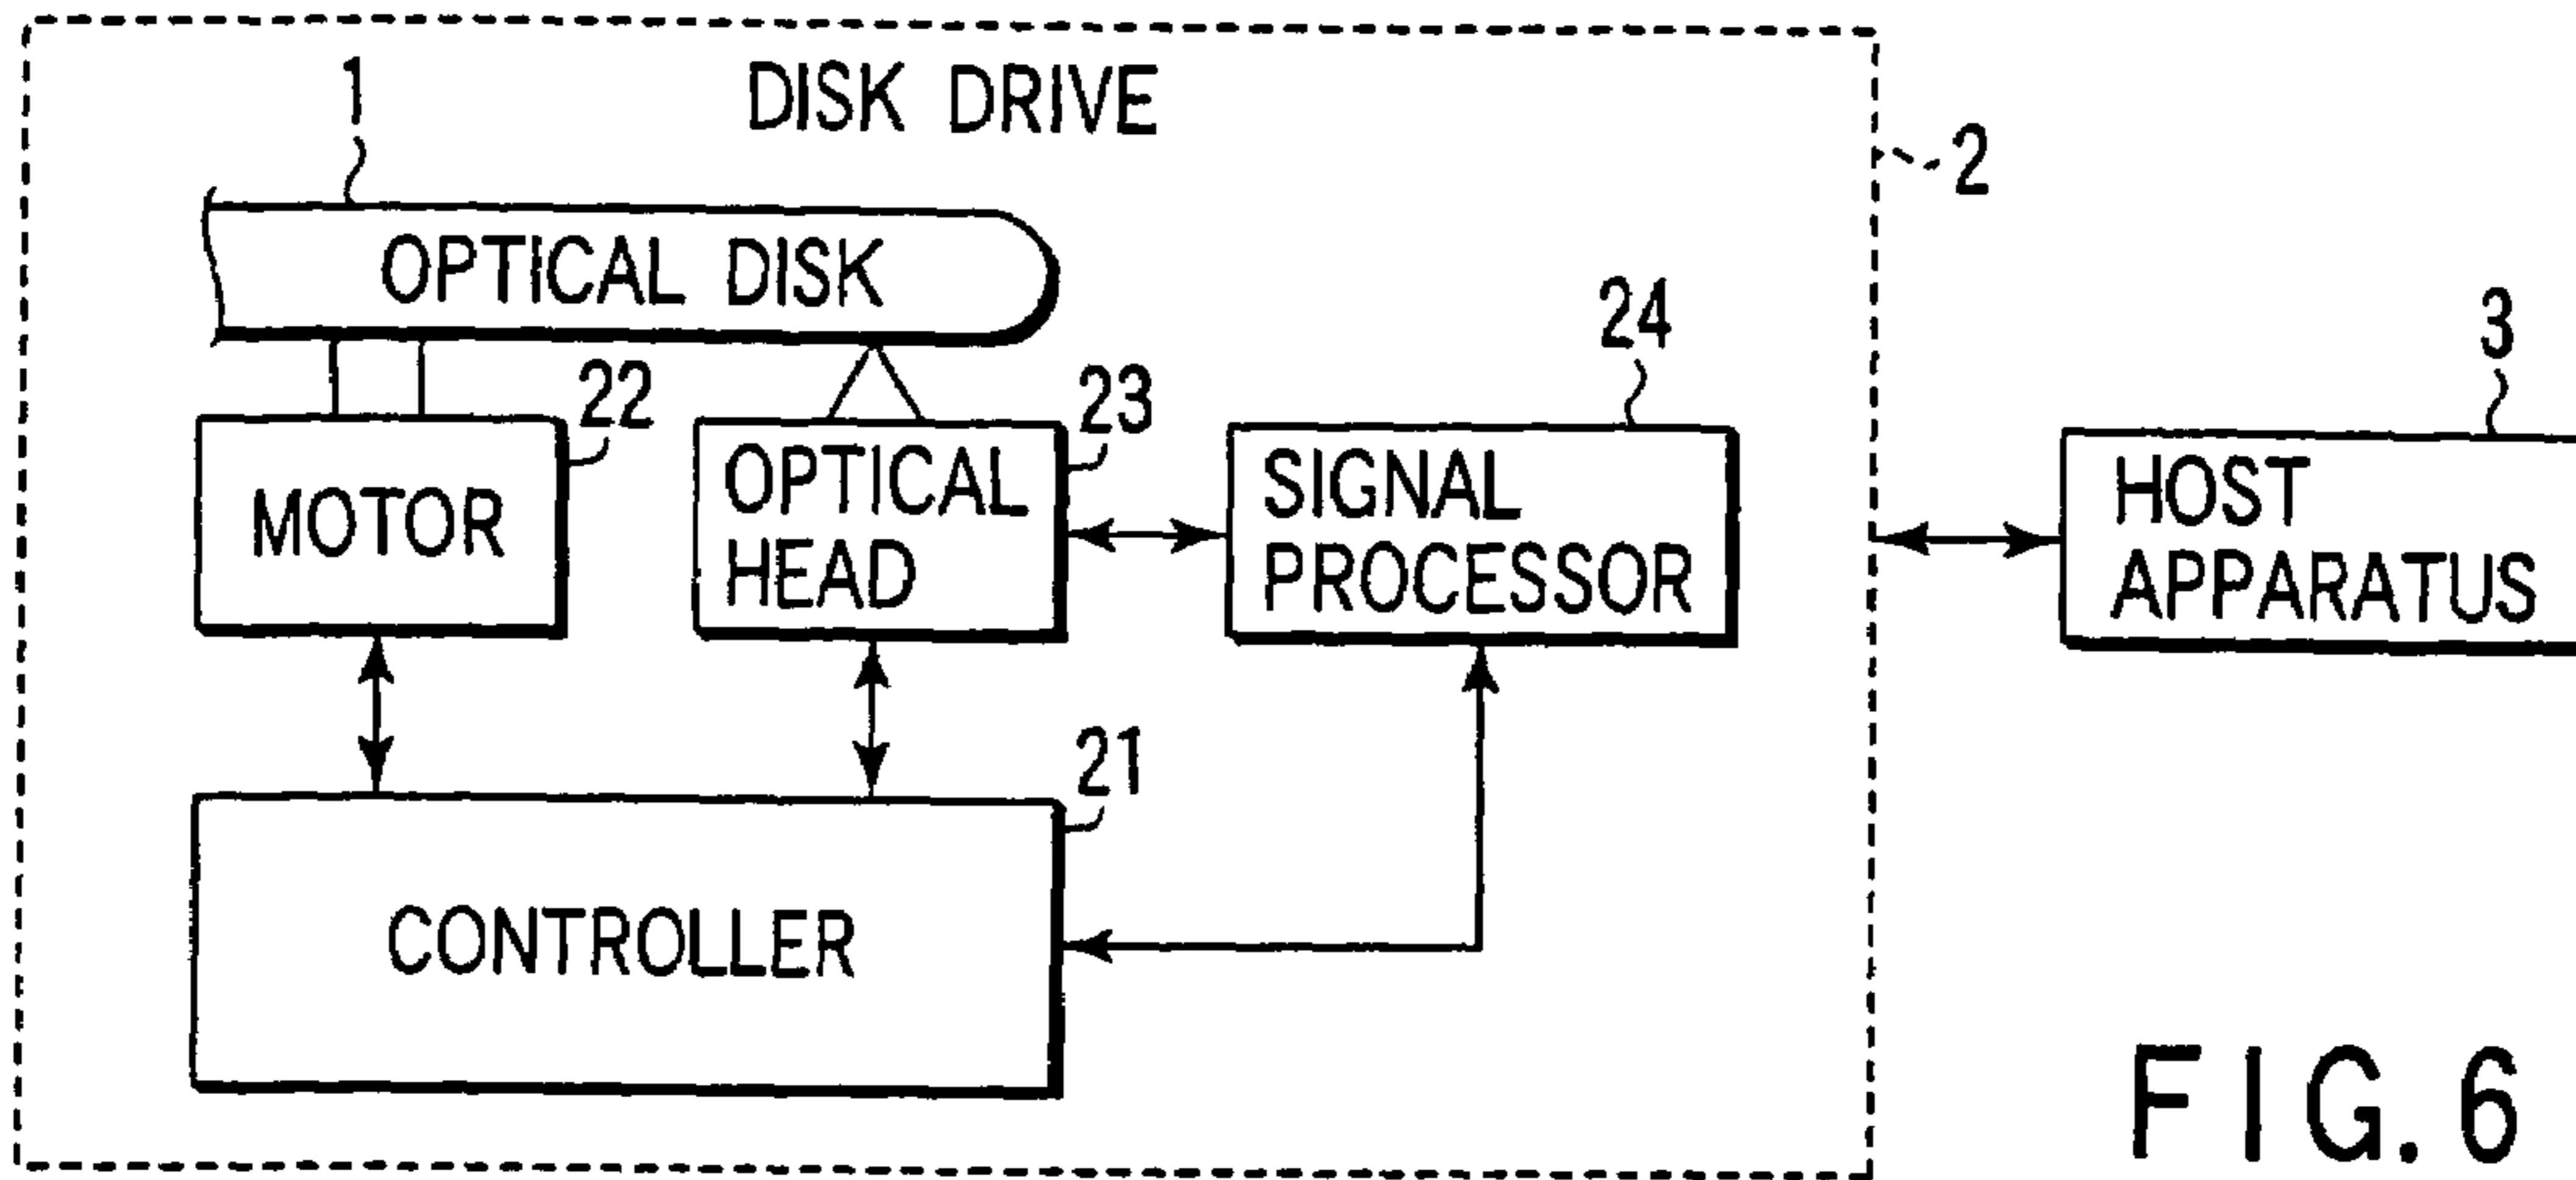 DISK DRIVE
1
2
OPTICAL DISK
22
23
24
3
MOTOR
OPTICAL
HEAD
SIGNAL
PROCESSOR
HOST
APPARATUS
21
CONTROLLER
FIG. 6